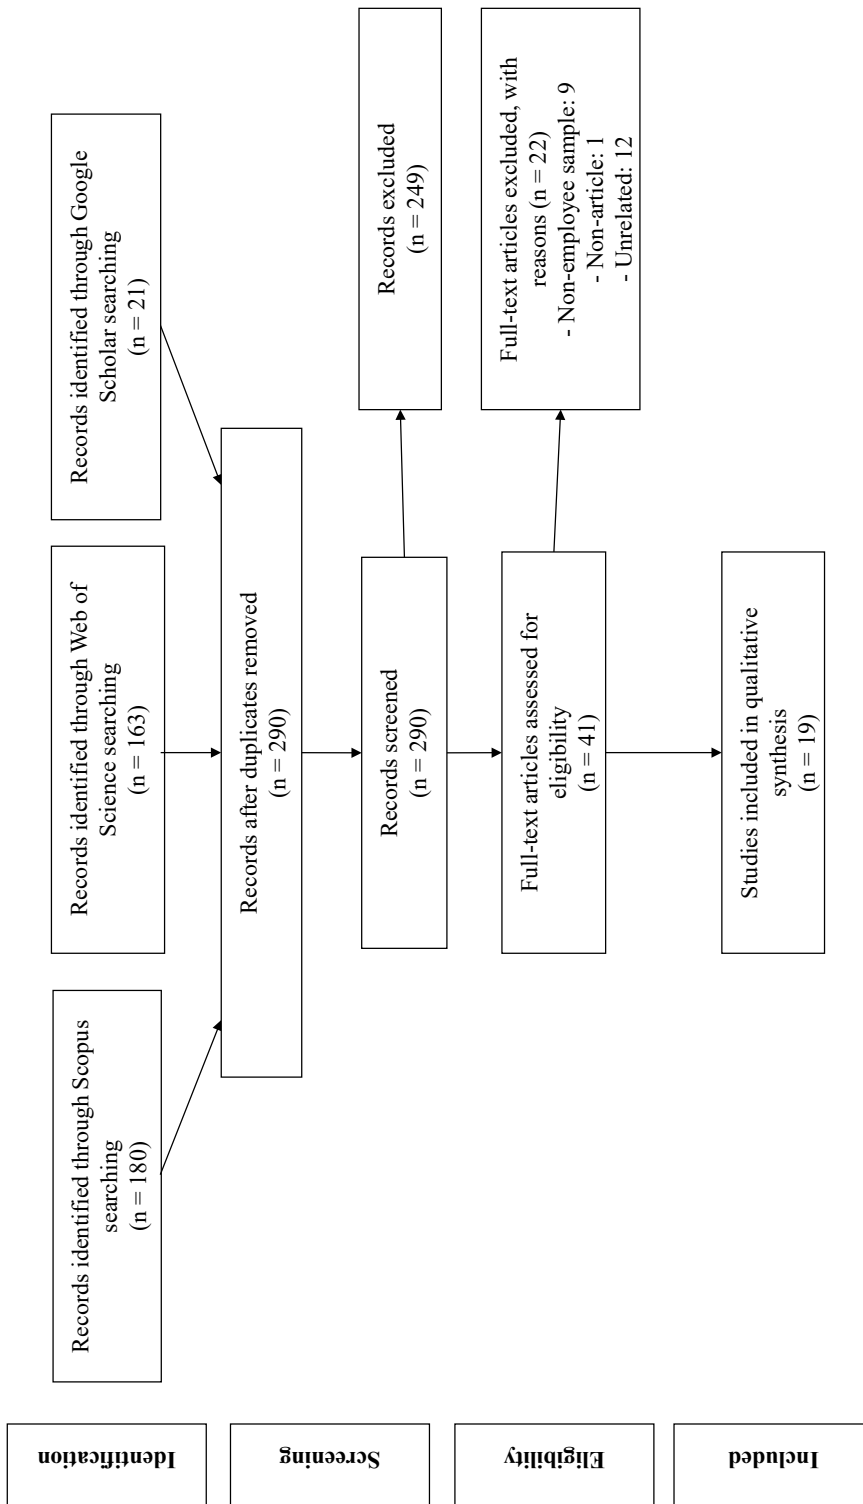 Identification
Records identified through Scopus
searching
(n = 180)
Records identified through Web of
Science searching
(n = 163)
Records identified through Google
Scholar searching
(n = 21)
Screening
Records after duplicates removed
(n = 290)
Records screened
(n = 290)
Records excluded
(n = 249)
Eligibility
Full-text articles assessed for
eligibility
(n = 41)
Full-text articles excluded, with
reasons (n = 22)
- Non-employee sample: 9
- Non-article: 1
- Unrelated: 12
Included
Studies included in qualitative
synthesis
(n = 19)